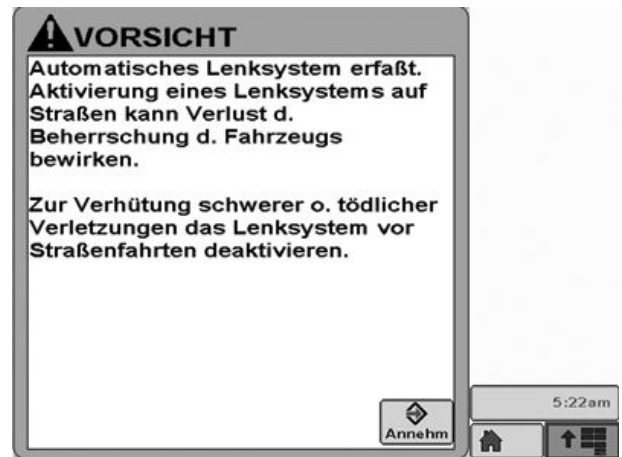 VORSICHT
Automatisches Lenksystem erfaßt.
Aktivierung eines Lenksystems auf
Straßen kann Verlust d.
Beherrschung d. Fahrzeugs
bewirken.
Zur Verhütung schwerer o. tödlicher
Verletzungen das Lenksystem vor
Straßenfahrten deaktivieren.
Annehm
5:22am